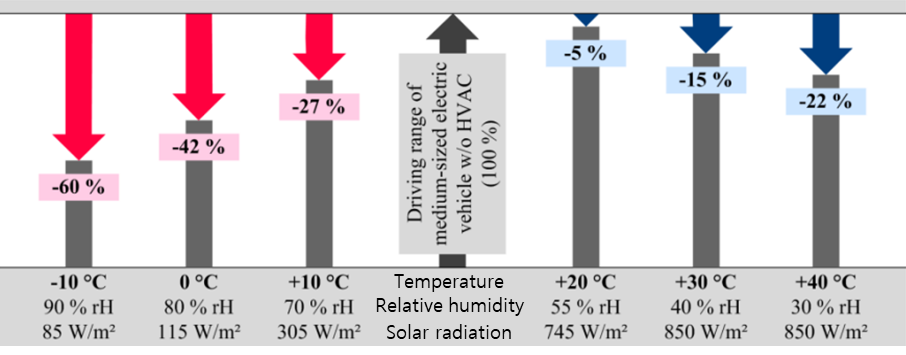 -60 %
-42 %
-27 %
Driving range of
medium-sized electric
vehicle w/o HVAC
(100 %)
-5 %
-15 %
-22 %
-10 °C 0 °C +10 °C Temperature +20 °C +30 °C +40 °C
90 % rH 80 % rH 70 % rH Relative humidity 55 % rH 40 % rH 30 % rH
85 W/m² 115 W/m² 305 W/m² Solar radiation 745 W/m² 850 W/m² 850 W/m²